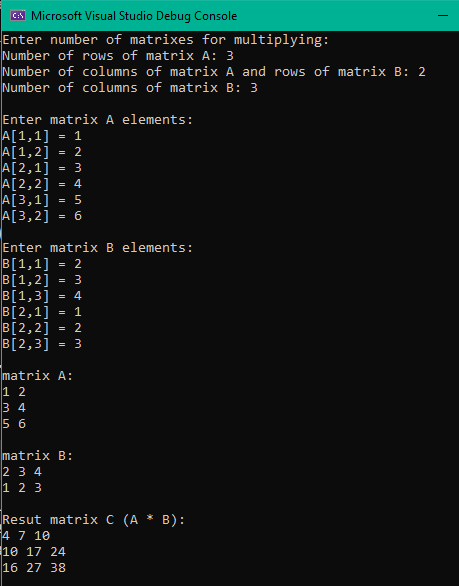 Microsoft Visual Studio Debug Console
Enter number of matrixes for multiplying:
Number of rows of matrix A: 3
Number of columns of matrix A and rows of matrix B: 2
Number of columns of matrix B: 3
Enter matrix A elements:
A[1,1] = 1
A[1,2] = 2
A[2,1] = 3
A[2,2] = 4
A[3,1] = 5
A[3,2] = 6
Enter matrix B elements:
B[1,1] = 2
B[1,2] = 3
B[1,3] = 4
B[2,1] = 1
B[2,2] = 2
B[2,3] = 3
matrix A:
1 2
3 4
5 6
matrix B:
2 3 4
1 2 3
Resut matrix C (A * B):
4 7 10
10 17 24
16 27 38